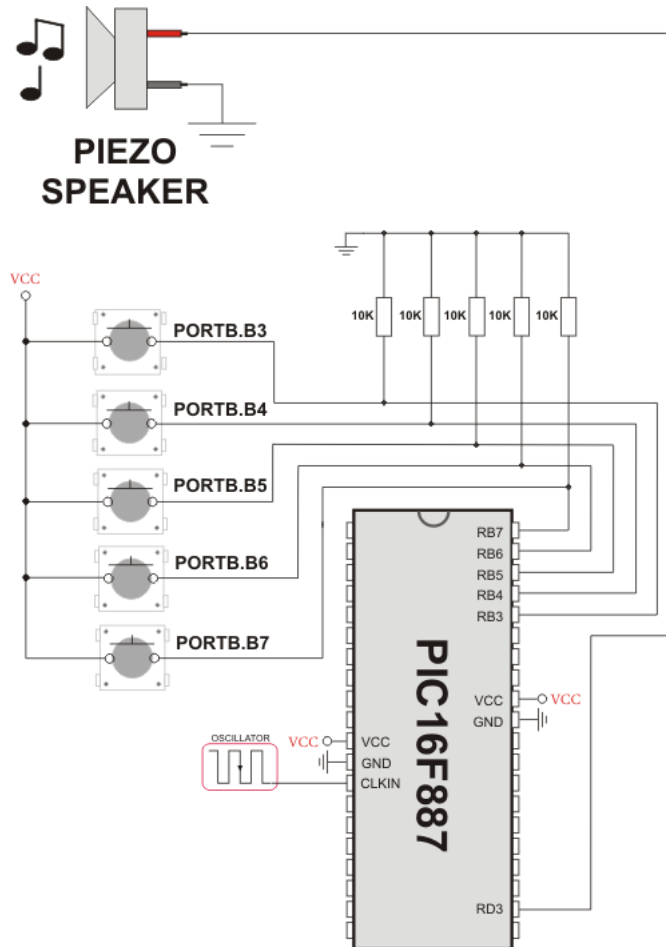 PIEZO
SPEAKER
VCC
10K 10K 10K 10K 10K
PORTB.B3
PORTB.B4
PORTB.B5
PORTB.B6
PORTB.B7
RB7
RB6
RB5
RB4
RB3
PIC16F887
VCC VCC
GND
OSCILLATOR
VCC VCC
GND
CLKIN
RD3